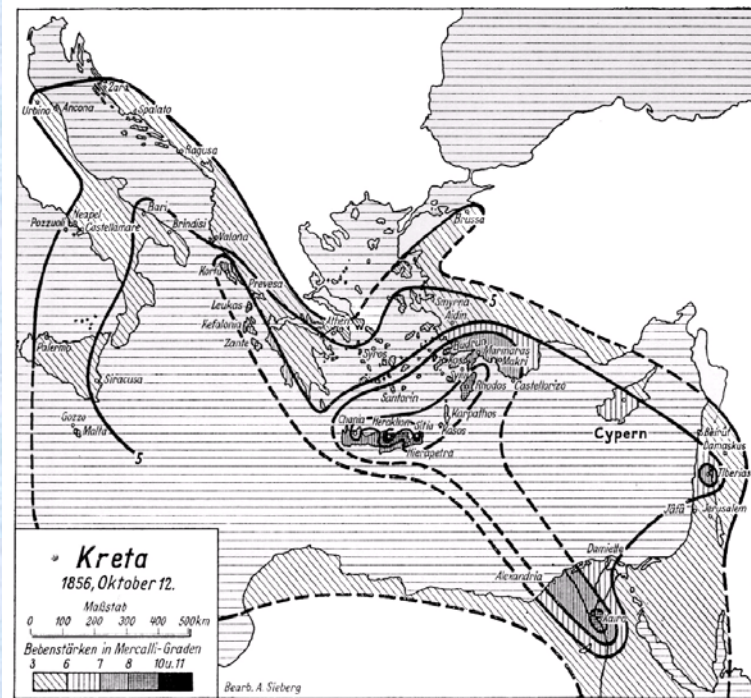 Zara
Urbino
Ancona
Spalato
Ragusa
Bari
Neapel
Pozzuoli
Castellamare
Brindisi
Valona
Brussa
Korfu
Prevesa
Leukas
Kefalonia
Zante
Athen
Smyrna
5
Aidin
Palermo
Siracusa
Syros
Budrun
Marmaras
Kos
Makri
Symi
Rhodos
Castellorizo
Santorin
Karpathos
Kasos
Gozzo
Malta
5
Chania
Heraklion
Sitia
Hierapetra
Cypern
Beirut
Damaskus
Tiberias
Jafa
Jerusalem
Damiette
Alexandria
Kairo
Kreta
1856, Oktober 12.
Maßstab
0 100 200 300 400 500km
Bebenstärken in Mercalli-Graden
3 6 7 8 10u.11
Bearb. A. Sieberg